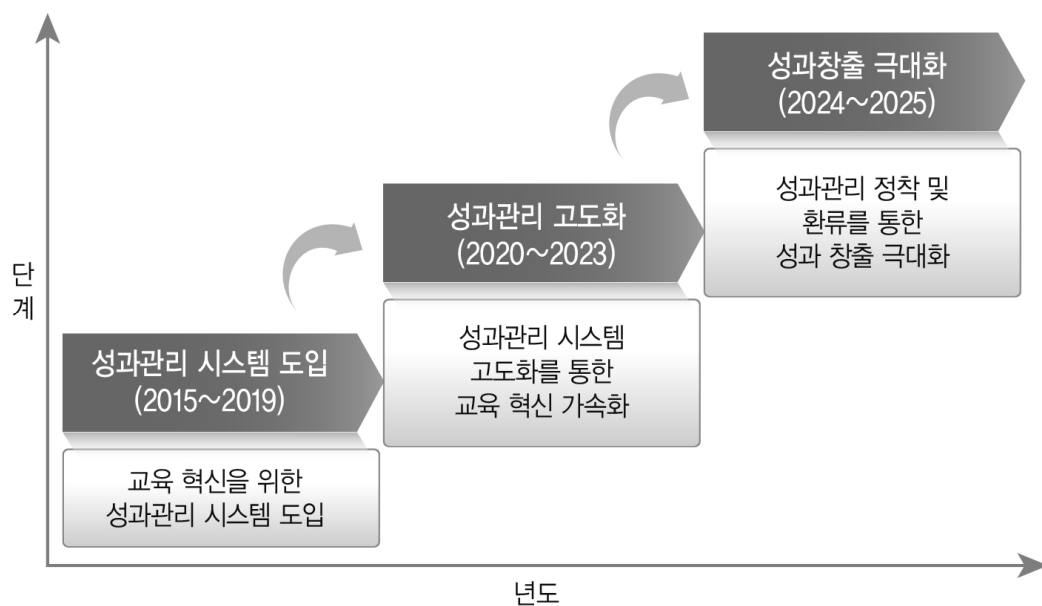 성과창출 극대화
(2024~2025)
성과관리 정착 및
환류를 통한
성과 창출 극대화
성과관리 고도화
(2020~2023)
성과관리 시스템
고도화를 통한
교육 혁신 가속화
단
계
성과관리 시스템 도입
(2015~2019)
교육 혁신을 위한
성과관리 시스템 도입
년도